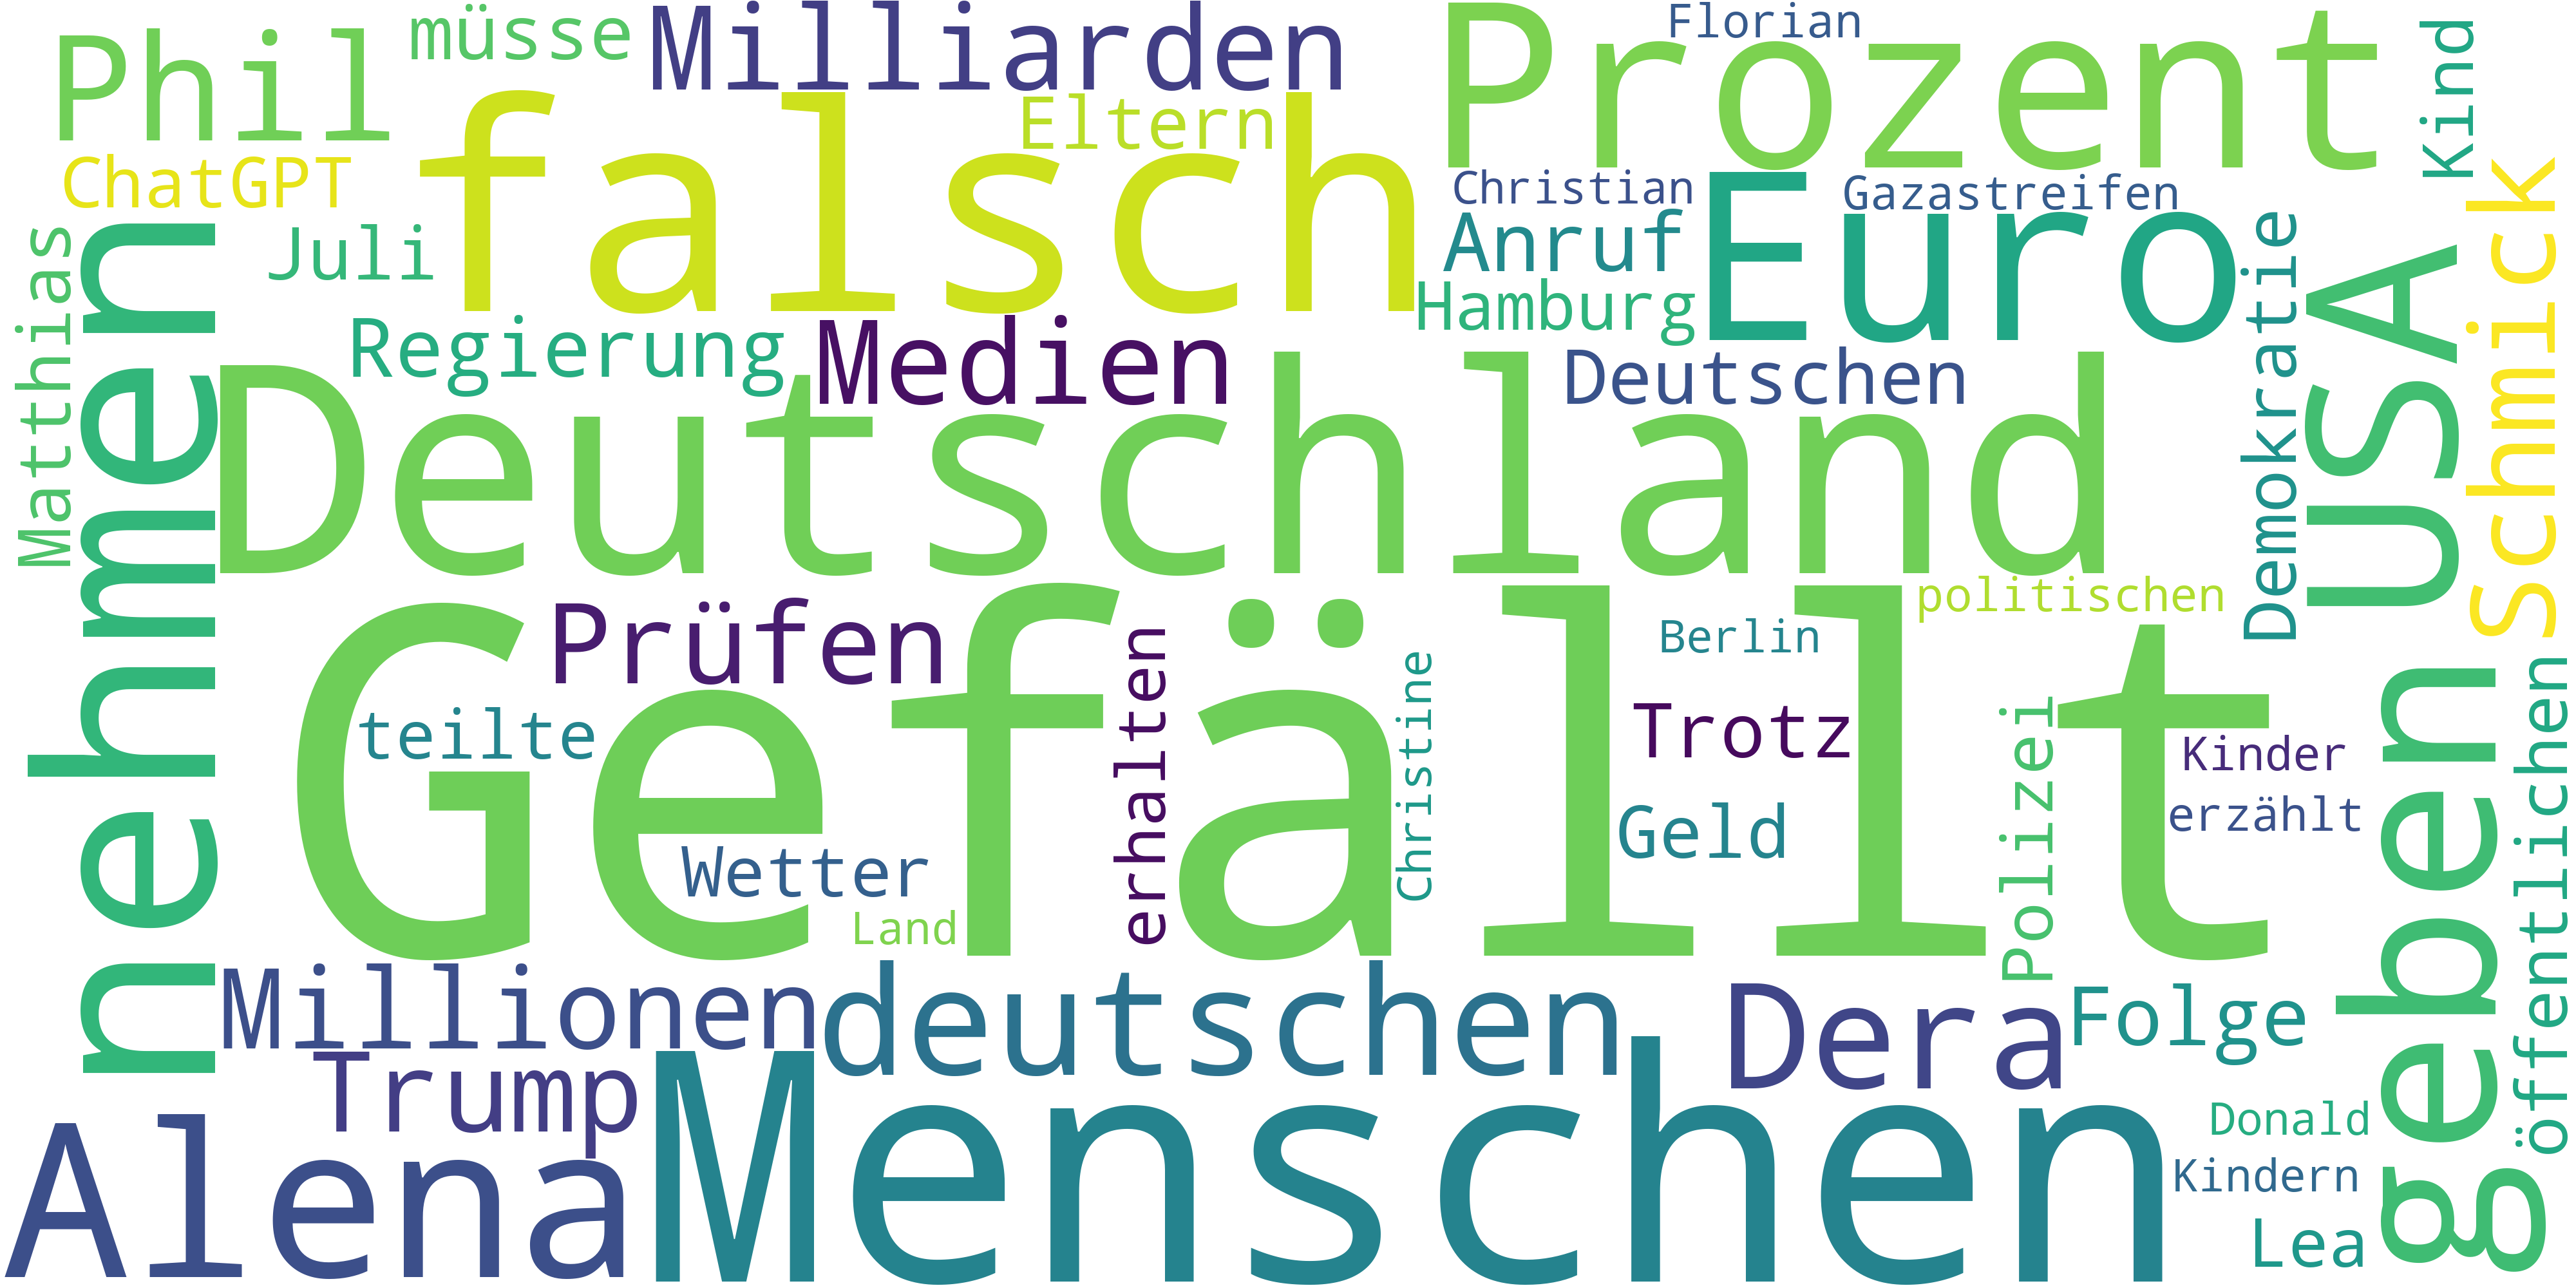 Phil
müsse
Milliarden
Prozent
Florian
Kind
falsch
Eltern
ChatGPT
Christian
Gazastreifen
Euro
Anruf
Juli
Hamburg
Matthias
nehmen
Regierung
Medien
Deutschen
Demokratie
USA
Schmick
Deutschland
Gefällt
Prüfen
politischen
Berlin
erhalten
Christine
teilte
Trotz
Polizei
Kinder
erzählt
Geld
Wetter
Land
geben
öffentlichen
Millionen
deutschen
Dera
Folge
Trump
Menschen
Alena
Donald
Kindern
Lea